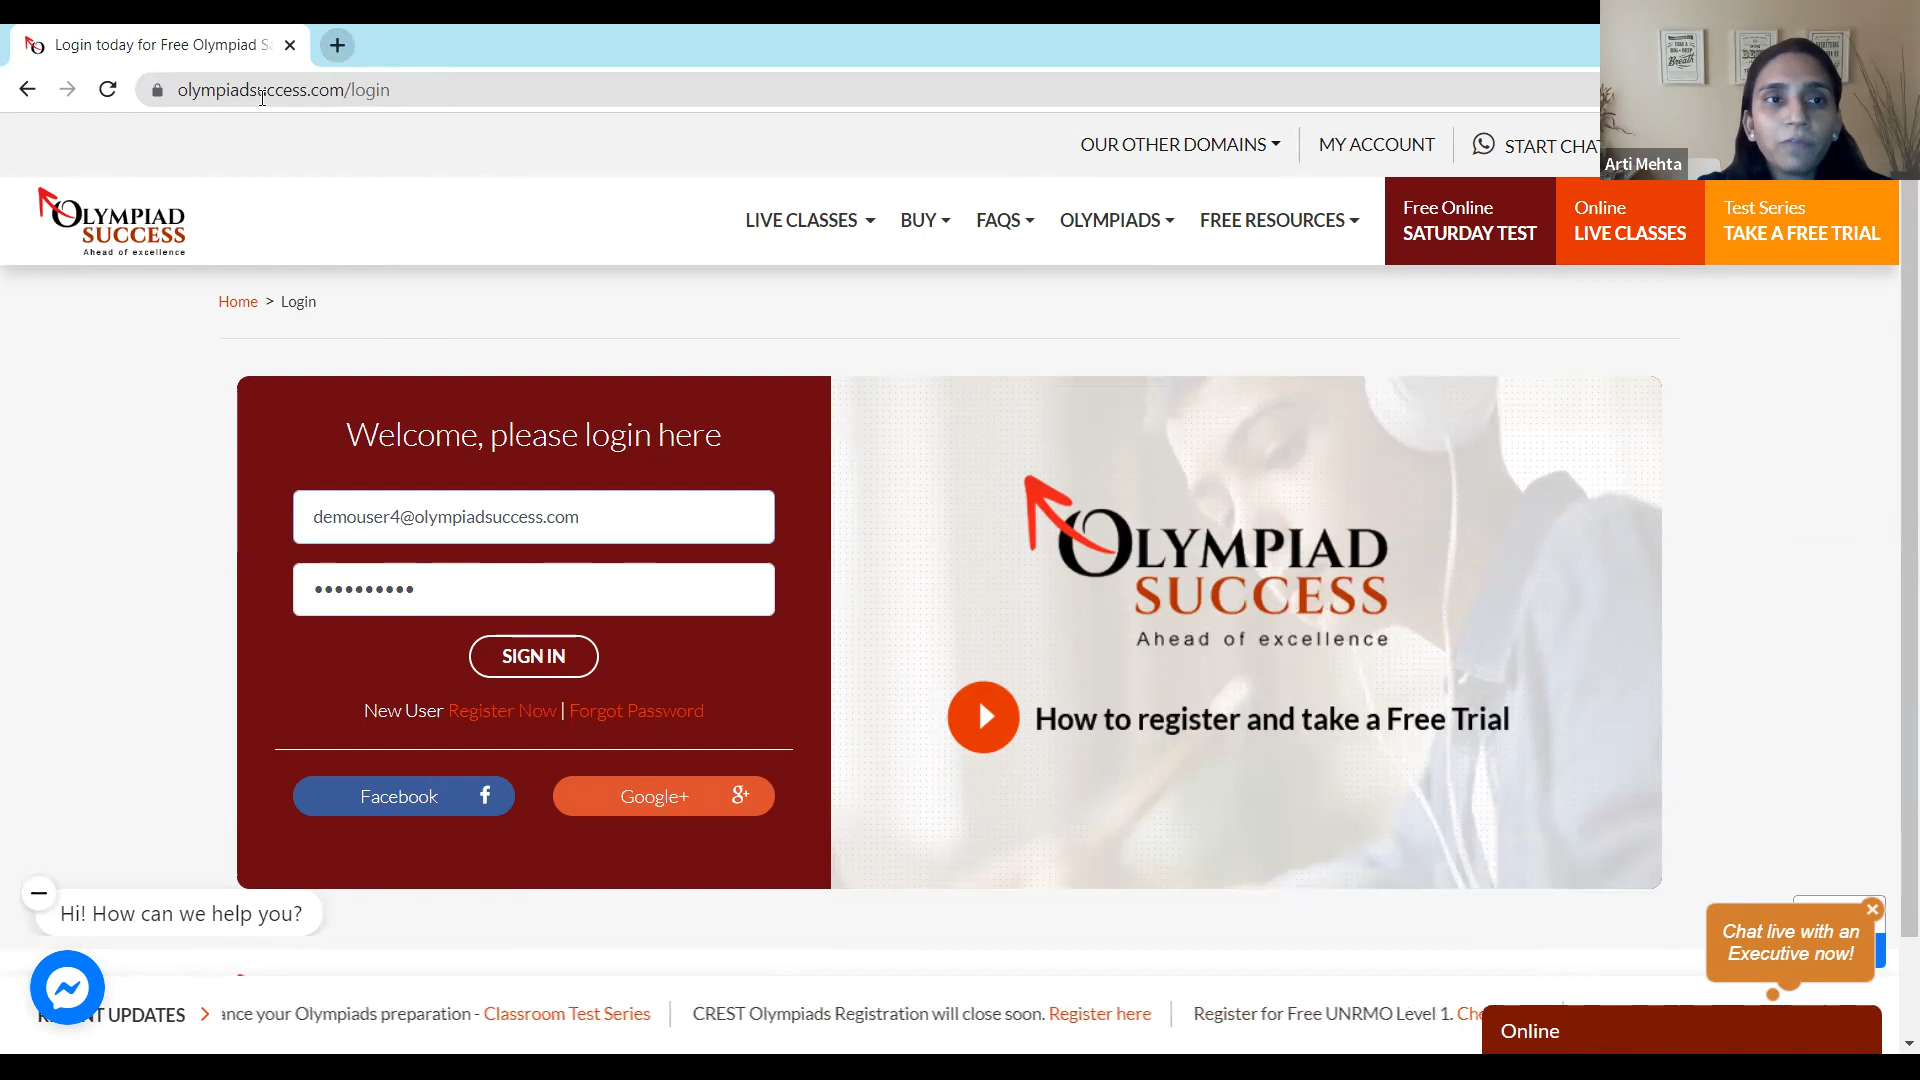 Login today for Free Olympiad Sa
olympiadsuccess.com/login
OUR OTHER DOMAINS
MY ACCOUNT
START CHAT
Arti Mehta
OLYMPIAD
SUCCESS
Ahead of excellence
LIVE CLASSES
BUY
FAQS
OLYMPIADS
FREE RESOURCES
Free Online
SATURDAY TEST
Online
LIVE CLASSES
Test Series
TAKE A FREE TRIAL
Home > Login
Welcome, please login here
demouser4@olympiadsuccess.com
SIGN IN
New User Register Now | Forgot Password
Facebook f
Google+ g+
OLYMPIAD
SUCCESS
Ahead of excellence
How to register and take a Free Trial
Hi! How can we help you?
Chat live with an
Executive now!
UPDATES
ance your Olympiads preparation - Classroom Test Series
CREST Olympiads Registration will close soon. Register here
Register for Free UNRMO Level 1. Che
Online